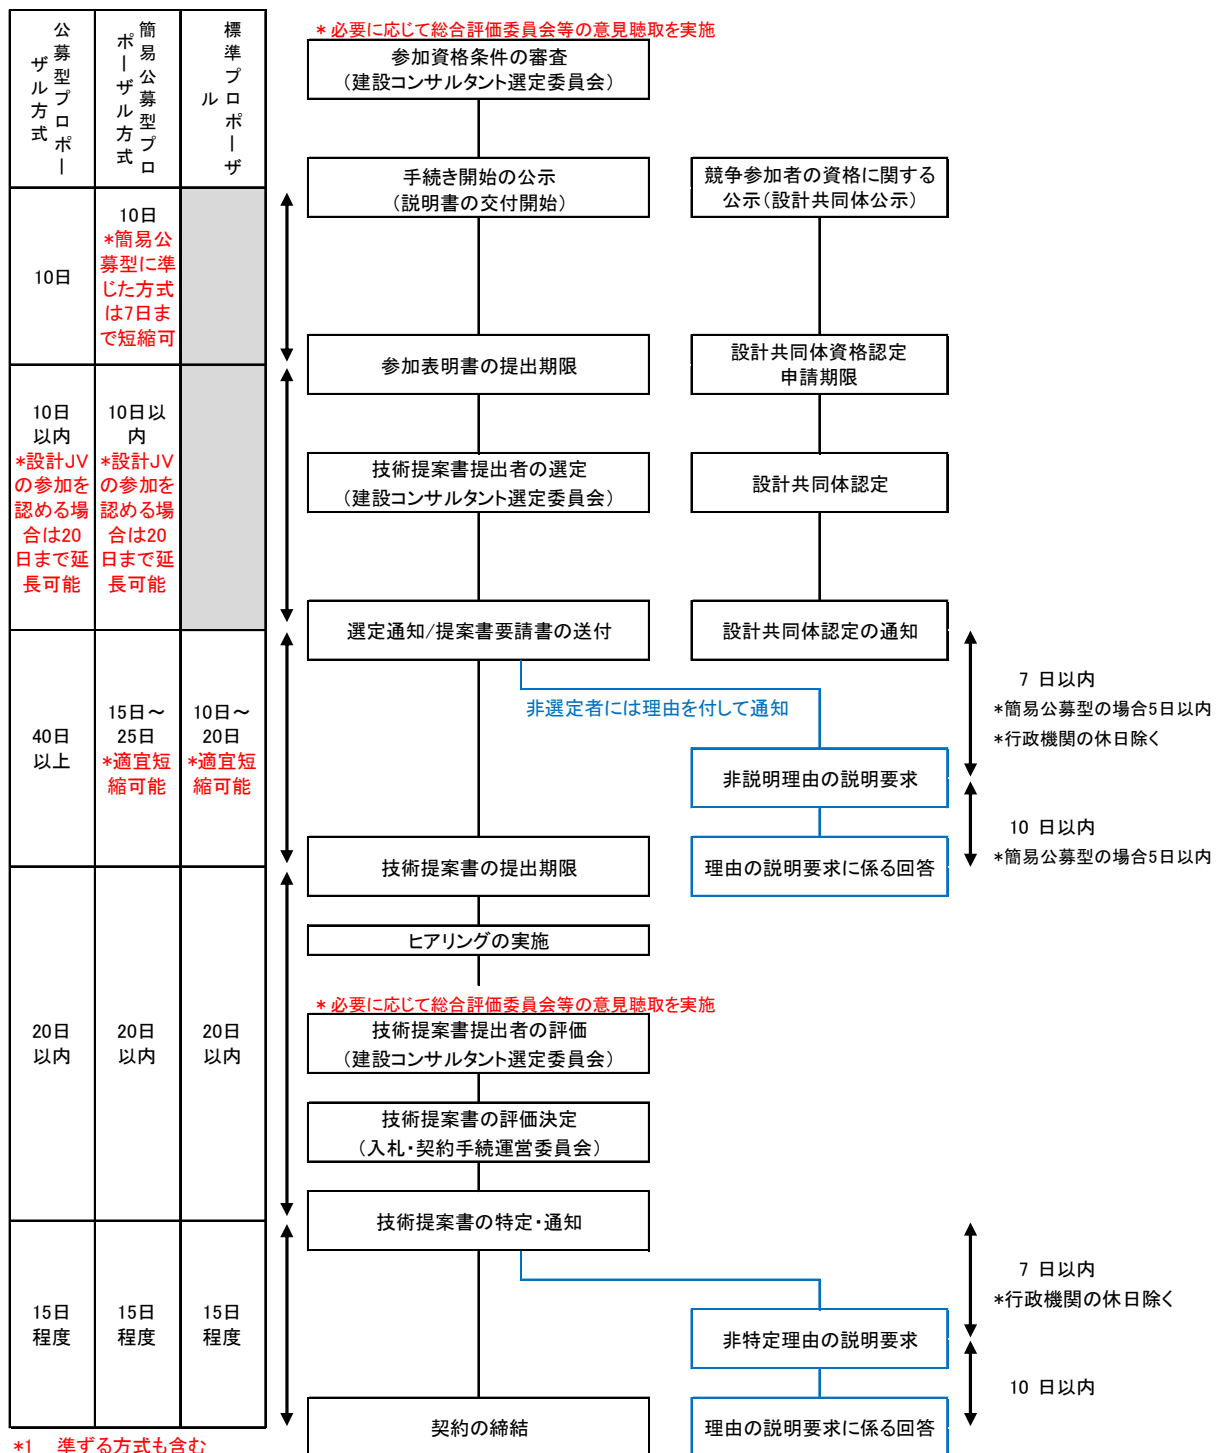 公募型プロポー
ザル方式
簡易公募型プロ
ポーザル方式
標準プロポーザ
ル
*必要に応じて総合評価委員会等の意見聴取を実施
参加資格条件の審査
(建設コンサルタント選定委員会)
手続き開始の公示
(説明書の交付開始)
競争参加者の資格に関する
公示(設計共同体公示)
10日
10日
*簡易公
募型に準
じた方式
は7日ま
で短縮可
参加表明書の提出期限
設計共同体資格認定
申請期限
10日
以内
*設計JV
の参加を
認める場
合は20
日まで延
長可能
10日以
内
*設計JV
の参加を
認める場
合は20
日まで延
長可能
技術提案書提出者の選定
(建設コンサルタント選定委員会)
設計共同体認定
選定通知/提案書要請書の送付
設計共同体認定の通知
40日
以上
15日~
25日
*適宜短
縮可能
10日~
20日
*適宜短
縮可能
非選定者には理由を付して通知
7 日以内
*簡易公募型の場合5日以内
*行政機関の休日除く
非説明理由の説明要求
10 日以内
*簡易公募型の場合5日以内
技術提案書の提出期限
理由の説明要求に係る回答
ヒアリングの実施
*必要に応じて総合評価委員会等の意見聴取を実施
20日
以内
20日
以内
20日
以内
技術提案書提出者の評価
(建設コンサルタント選定委員会)
技術提案書の評価決定
(入札・契約手続運営委員会)
技術提案書の特定・通知
15日
程度
15日
程度
15日
程度
7 日以内
*行政機関の休日除く
非特定理由の説明要求
10 日以内
契約の締結
理由の説明要求に係る回答
*1 準ずる方式も含む